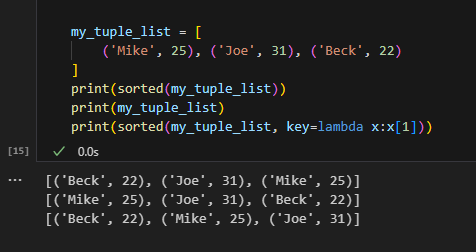 my_tuple_list = [
    ('Mike', 25), ('Joe', 31), ('Beck', 22)
]
print(sorted(my_tuple_list))
print(my_tuple_list)
print(sorted(my_tuple_list, key=lambda x:x[1]))
[15] ✓ 0.0s
... [('Beck', 22), ('Joe', 31), ('Mike', 25)]
[('Mike', 25), ('Joe', 31), ('Beck', 22)]
[('Beck', 22), ('Mike', 25), ('Joe', 31)]